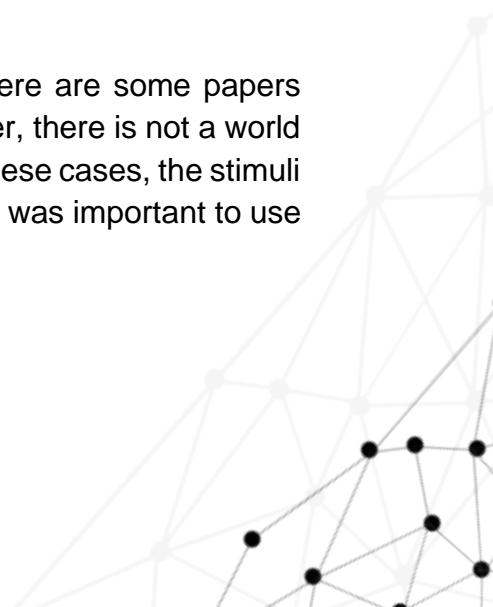 ere are some papers
er, there is not a world
ese cases, the stimuli
was important to use